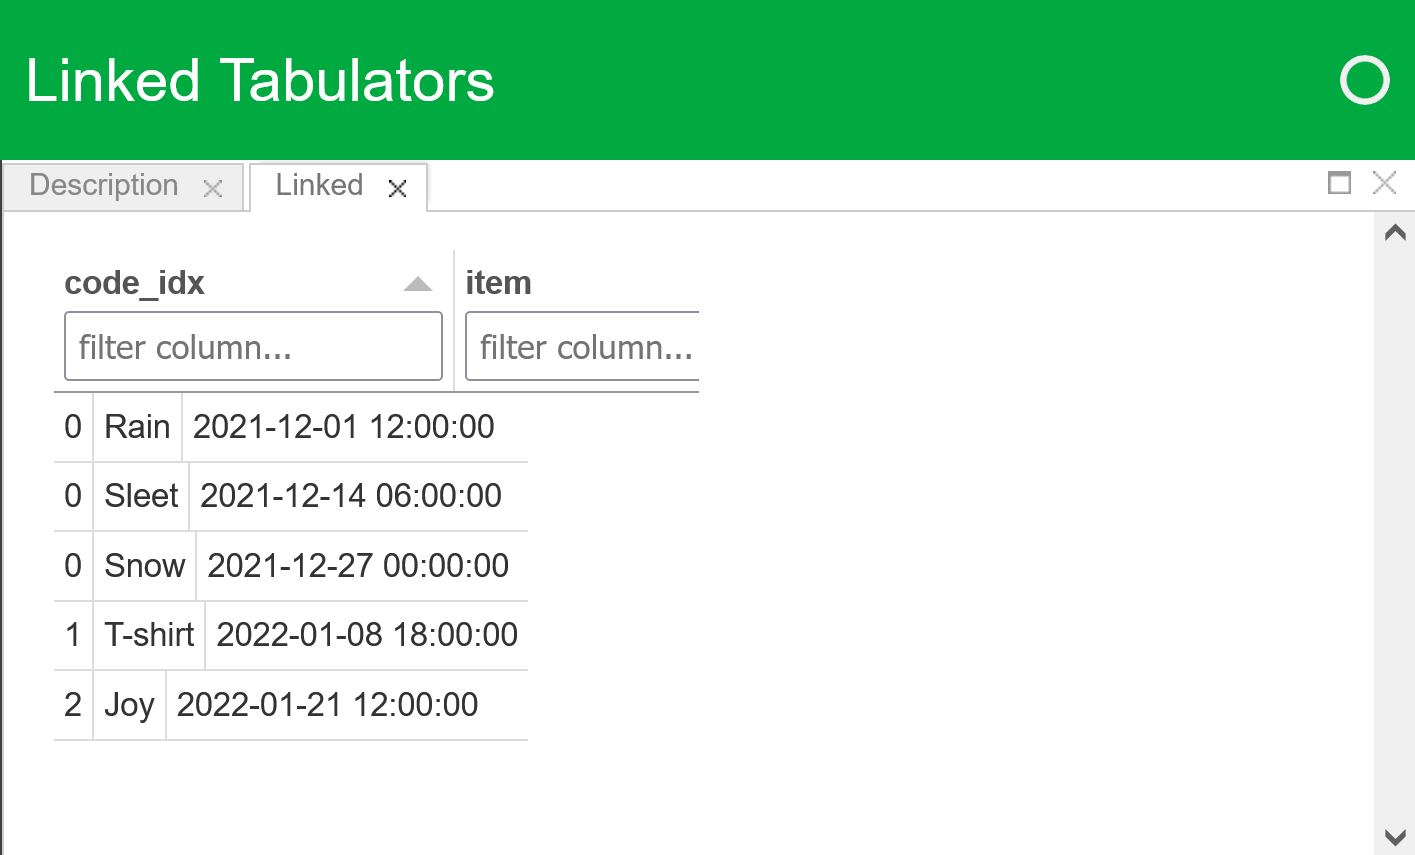 Linked Tabulators
Description Linked
code_idx item
filter column... filter column...
0 Rain 2021-12-01 12:00:00
0 Sleet 2021-12-14 06:00:00
0 Snow 2021-12-27 00:00:00
1 T-shirt 2022-01-08 18:00:00
2 Joy 2022-01-21 12:00:00